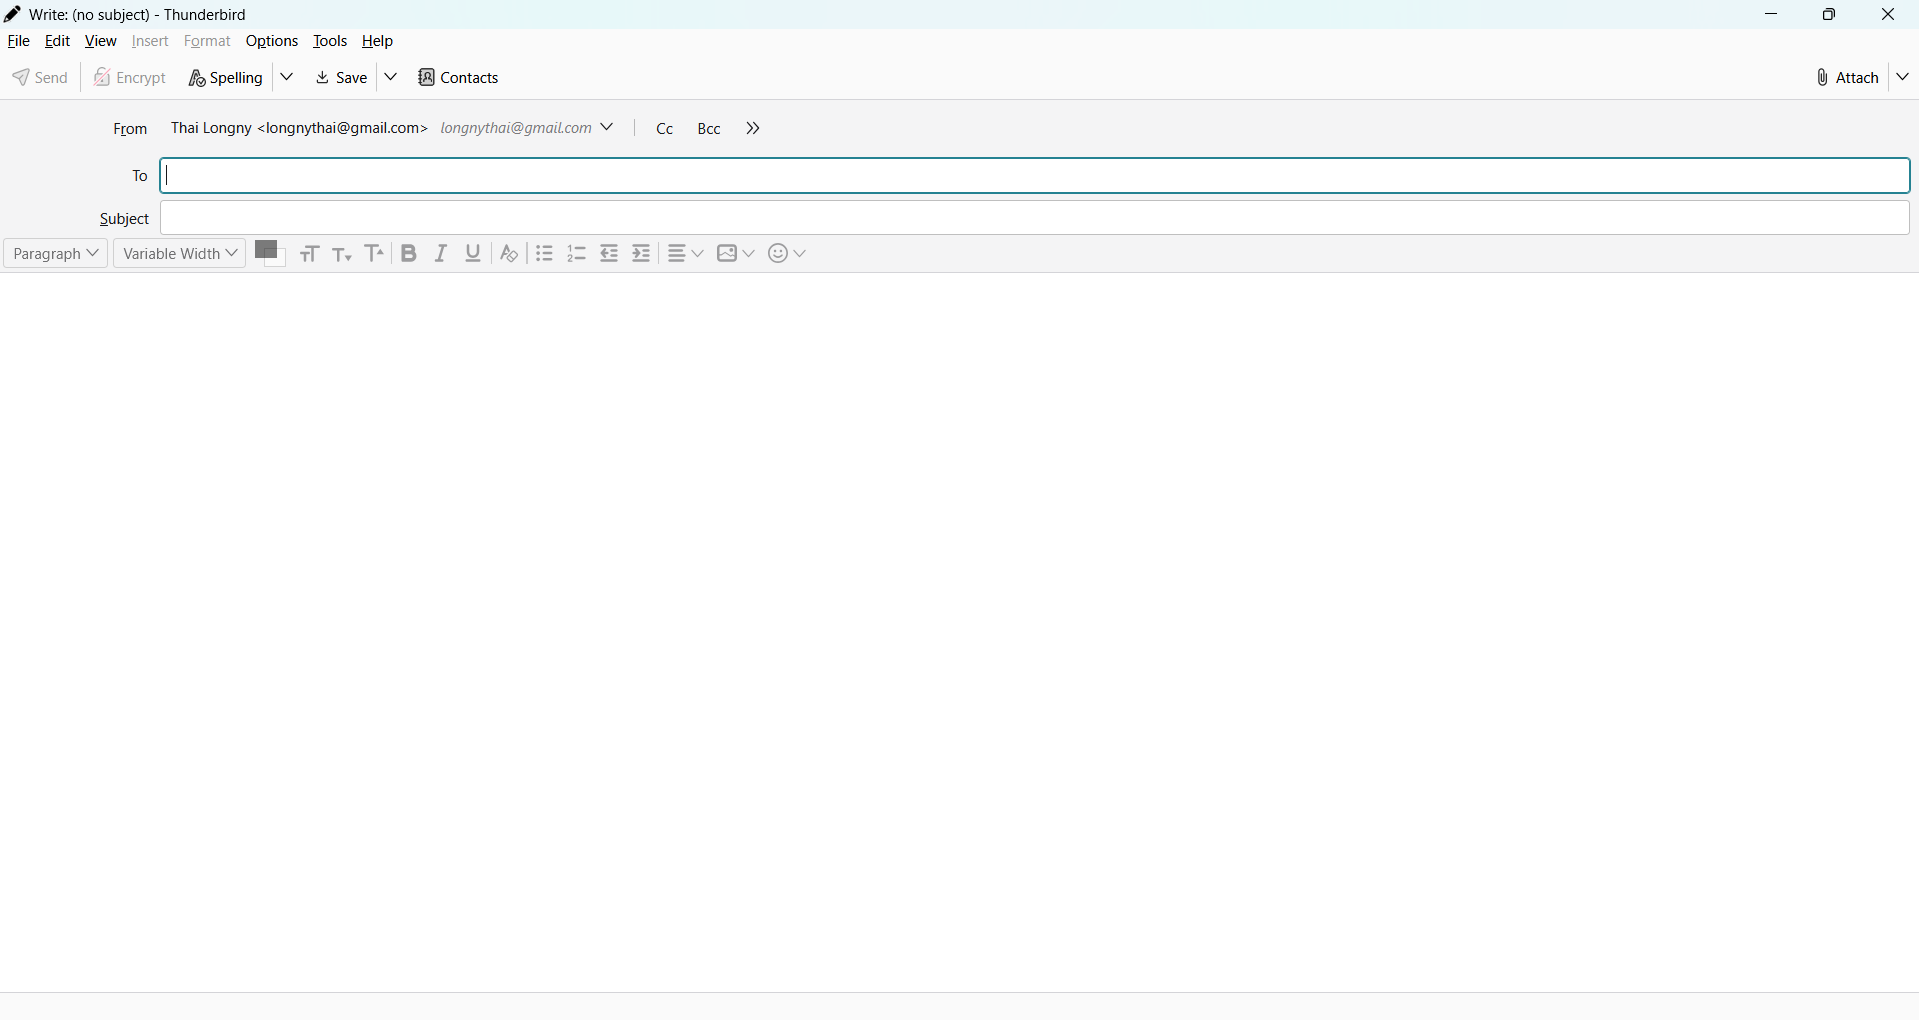 Write: (no subject) - Thunderbird
File Edit View Insert Format Options Tools Help
Send Encrypt Spelling Save Contacts Attach
From Thai Longny <longnythai@gmail.com> longnythai@gmail.com Cc Bcc
To
Subject
Paragraph Variable Width